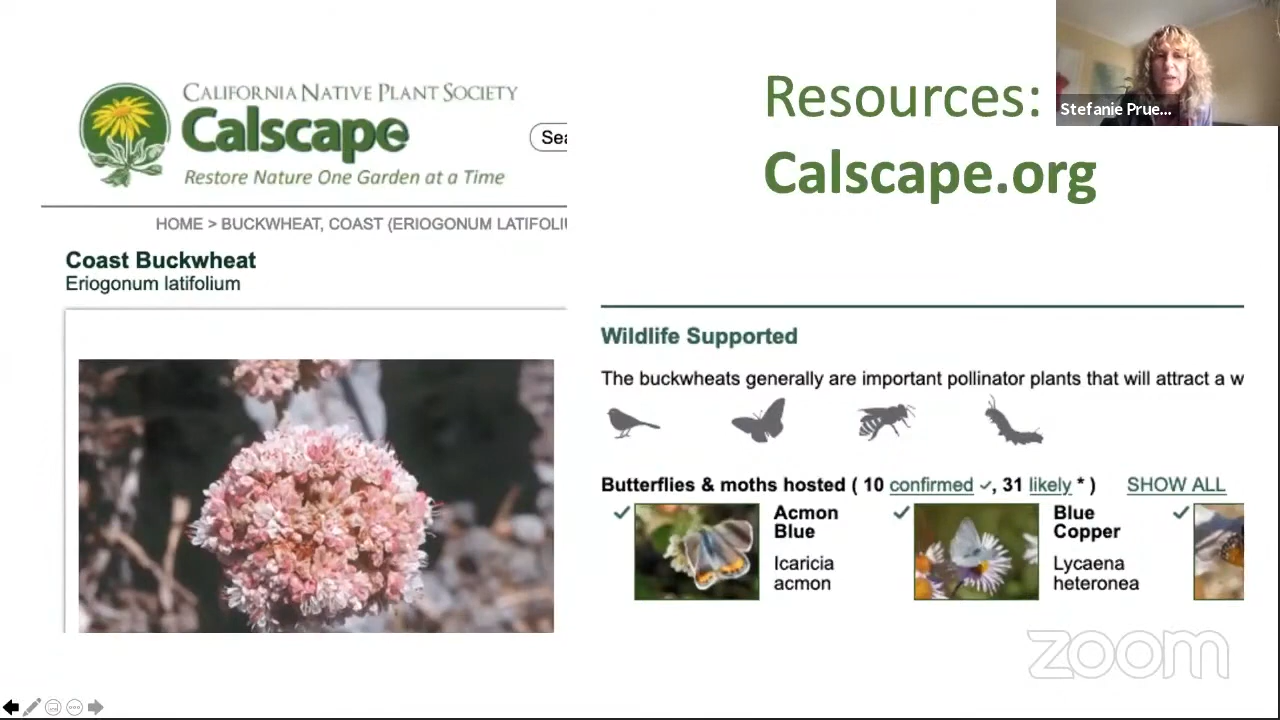 CALIFORNIA NATIVE PLANT SOCIETY
Calscape
Restore Nature One Garden at a Time
Sea
HOME > BUCKWHEAT, COAST (ERIOGONUM LATIFOLIU
Coast Buckwheat
Eriogonum latifolium
Resources:
Calscape.org
Stefanie Prue...
Wildlife Supported
The buckwheats generally are important pollinator plants that will attract a w
Butterflies & moths hosted ( 10 confirmed ✓, 31 likely * ) SHOW ALL
Acmon
Blue
Icaricia
acmon
Blue
Copper
Lycaena
heteronea
zoom